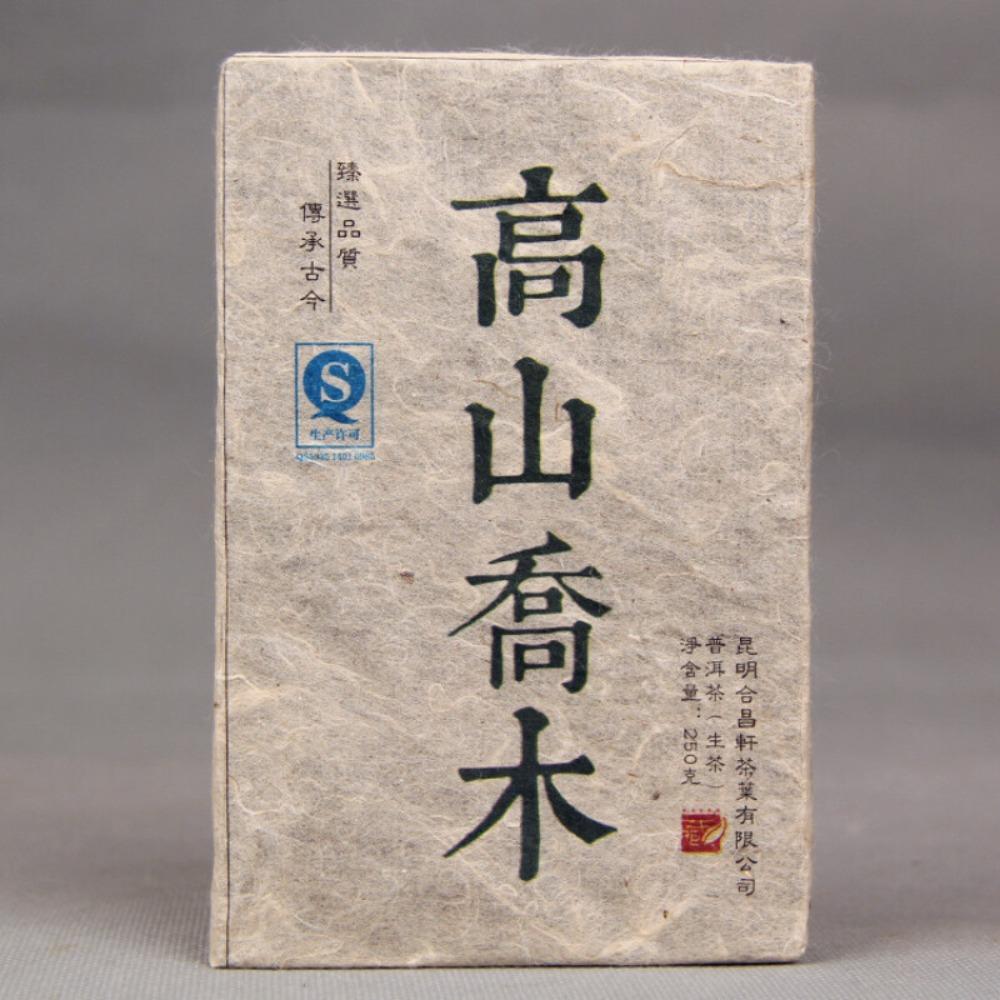 高山喬木
臻選品質
傳承古今
S
生产许可
昆明合昌軒茶葉有限公司
普洱茶（生茶）
淨含量：250克